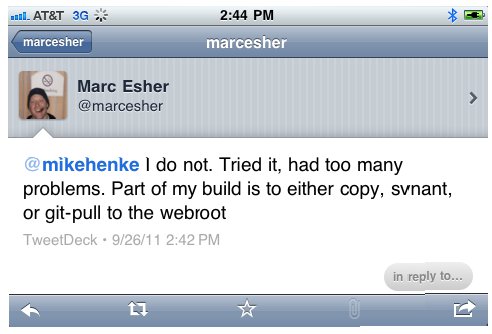 AT&T 3G 2:44 PM
marcesher marcesher
Marc Esher
@marcesher
@mikehenke I do not. Tried it, had too many
problems. Part of my build is to either copy, svnant,
or git-pull to the webroot
TweetDeck • 9/26/11 2:42 PM
in reply to...